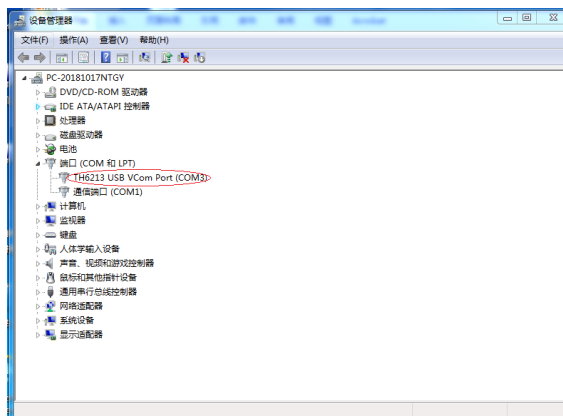 设备管理器
文件(F) 操作(A) 查看(V) 帮助(H)
PC-20181017NTGY
DVD/CD-ROM 驱动器
IDE ATA/ATAPI 控制器
处理器
磁盘驱动器
电池
端口 (COM 和 LPT)
TH6213 USB VCom Port (COM3)
通信端口 (COM1)
计算机
监视器
键盘
人体学输入设备
声音、视频和游戏控制器
鼠标和其他指针设备
通用串行总线控制器
网络适配器
系统设备
显示适配器